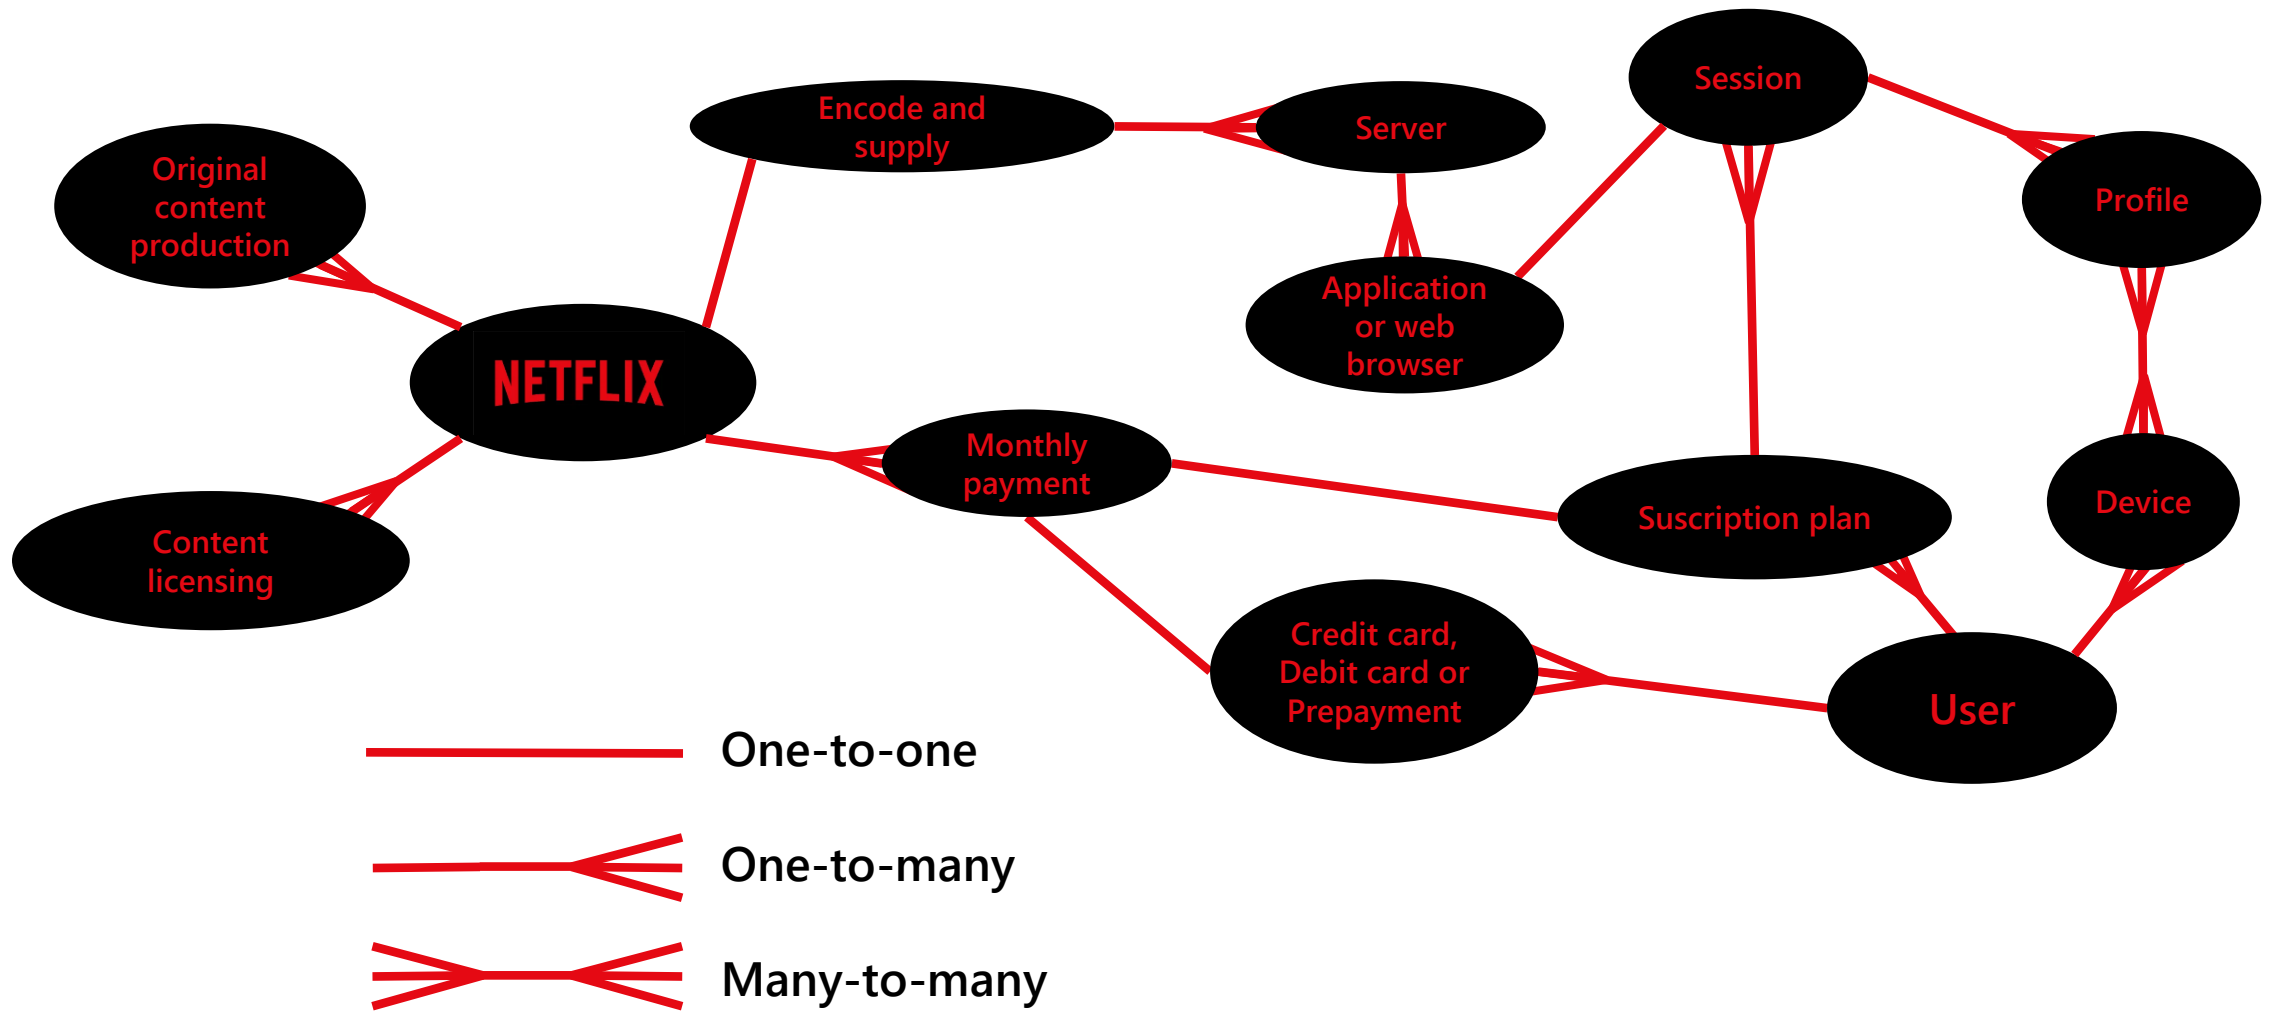 Original
content
production
Encode and
supply
Server
Session
Profile
Application
or web
browser
NETFLIX
Monthly
payment
Suscription plan
Device
Content
licensing
Credit card,
Debit card or
Prepayment
User
One-to-one
One-to-many
Many-to-many